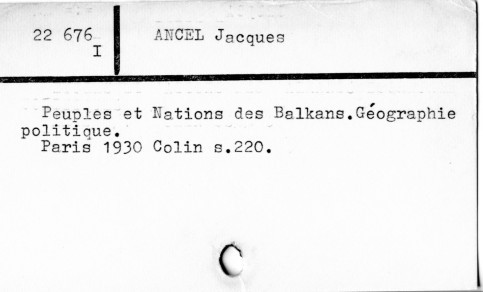 22 676 ANCEL Jacques
I
Peuples et Nations des Balkans.Géographie
politique.
Paris 1930 Colin s.220.